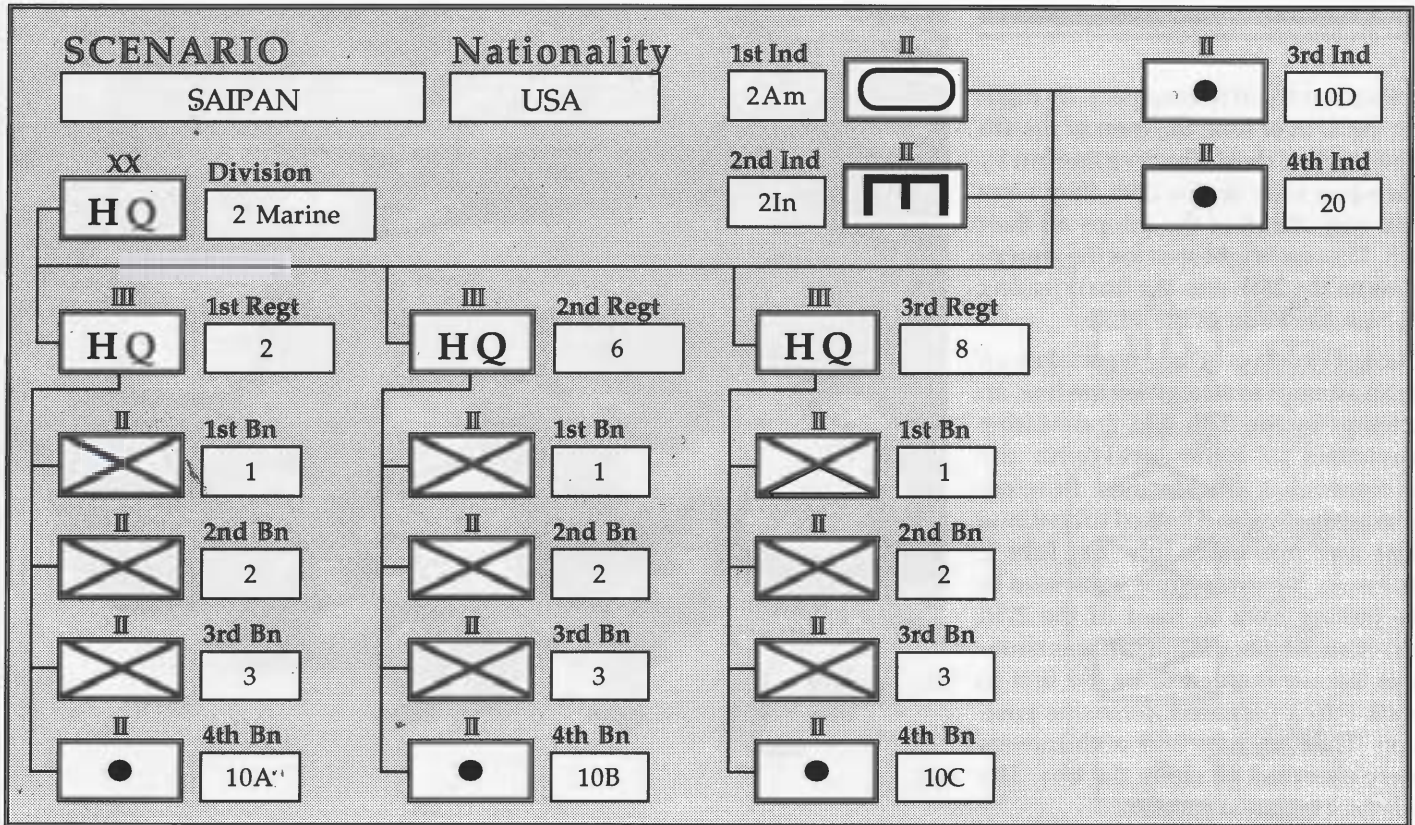 SCENARIO
SAIPAN
Nationality
USA
1st Ind
2Am
II
II
3rd Ind
10D
2nd Ind
2In
II
II
4th Ind
20
XX
HQ
Division
2 Marine
III
HQ
1st Regt
2
III
HQ
2nd Regt
6
III
HQ
3rd Regt
8
II
1st Bn
1
II
1st Bn
1
II
1st Bn
1
II
2nd Bn
2
II
2nd Bn
2
II
2nd Bn
2
II
3rd Bn
3
II
3rd Bn
3
II
3rd Bn
3
II
4th Bn
10A
II
4th Bn
10B
II
4th Bn
10C